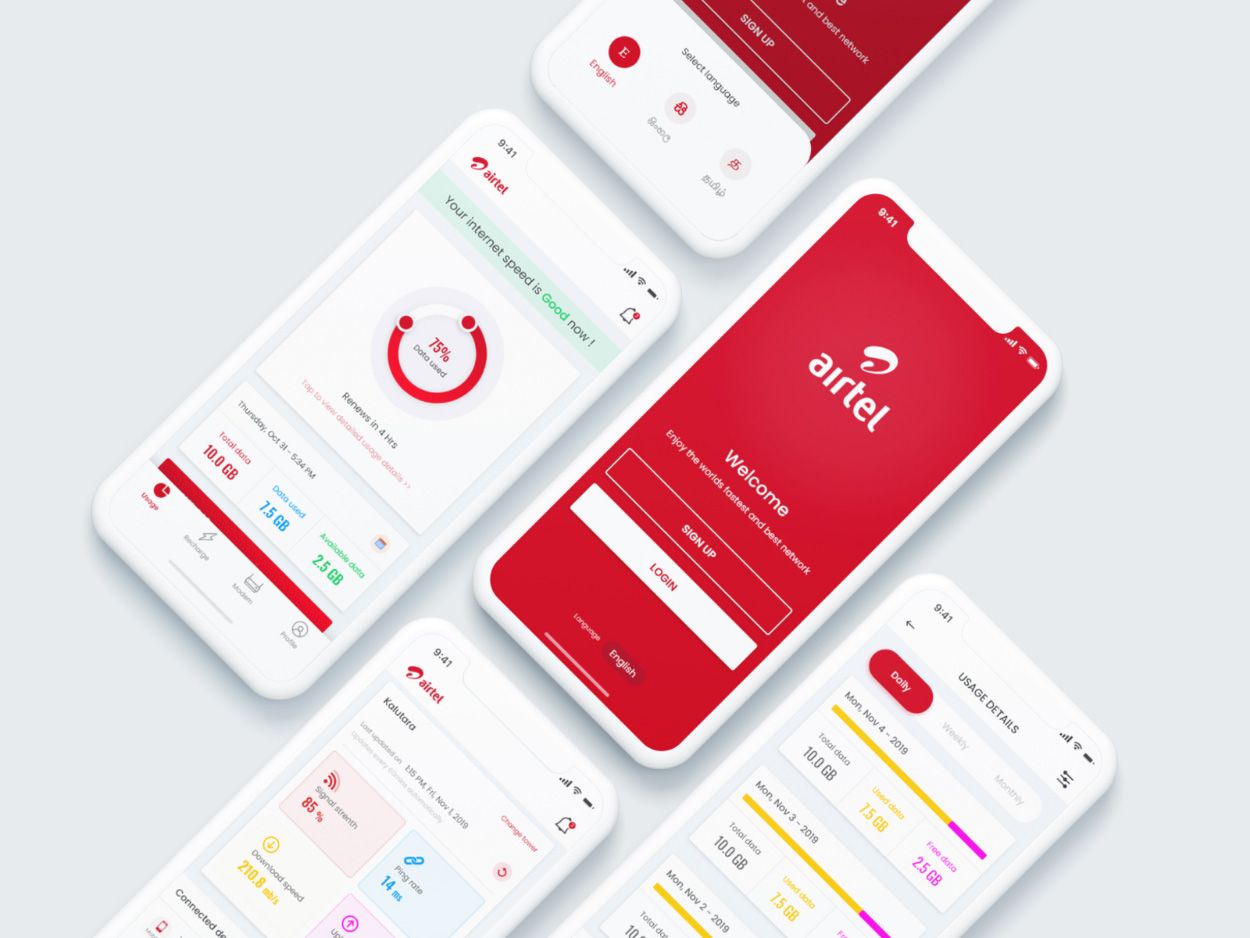 SIGN UP
and best network
Select language
E
English
සිංහල
த
தமிழ்
9:41
airtel
Your internet speed is Good now !
75%
Data used
Renews in 4 Hrs
Tap to view detailed usage details >>
Thursday, Oct 31 - 5:34 PM
Total data
10.0 GB
Data used
7.5 GB
Available data
2.5 GB
Usage
Recharge
Modem
Profile
9:41
airtel
Welcome
Enjoy the worlds fastest and best network
SIGN UP
LOGIN
Language
English
9:41
airtel
Kalutara
Last updated on 1:15 PM, Fri, Nov 1, 2019
Updates every 60mins automatically
Change tower
Signal strenth
85 %
Ping rate
14 ms
Download speed
210.8 mb/s
Connected de
9:41
USAGE DETAILS
Daily
Weekly
Monthly
Mon, Nov 4 - 2019
Total data
10.0 GB
Used data
7.5 GB
Free data
2.5 GB
Mon, Nov 3 - 2019
Total data
10.0 GB
Used data
7.5 GB
Mon, Nov 2 - 2019
Total data